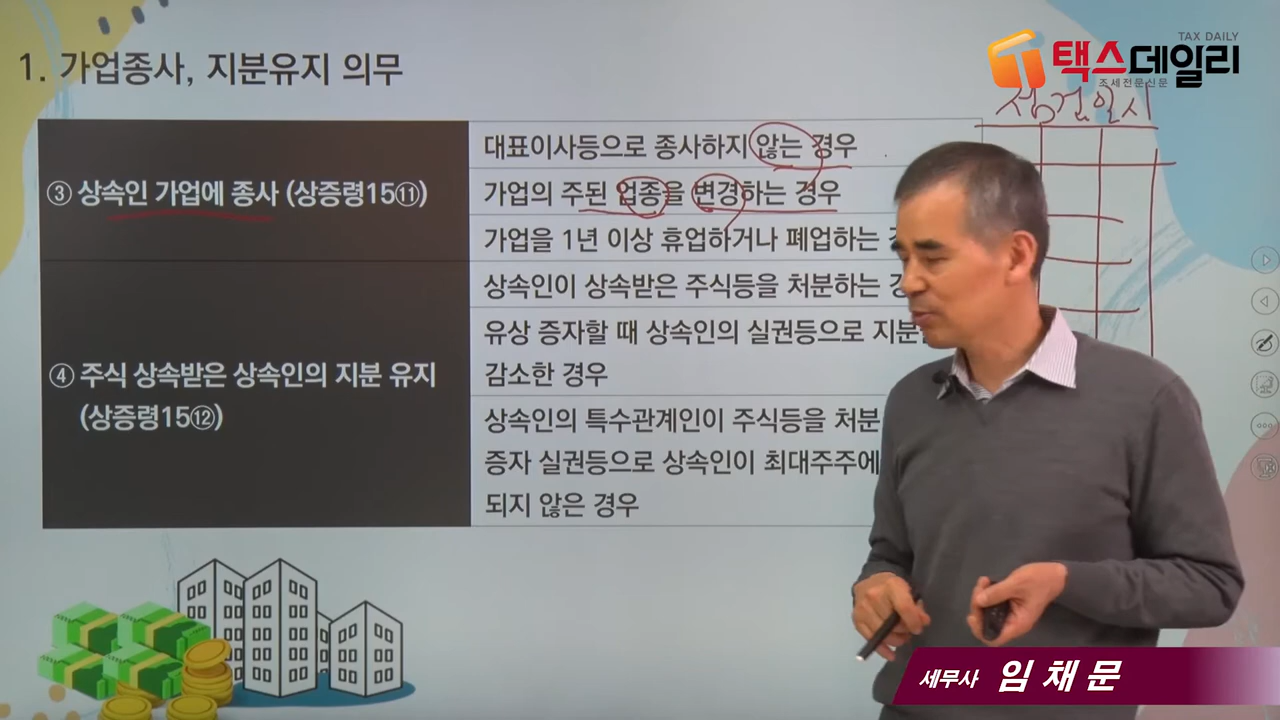 TAX DAILY
택스데일리
조세전문신문
1. 가업종사, 지분유지 의무
점검일시
③ 상속인 가업에 종사 (상증령15⑪)
대표이사등으로 종사하지 않는 경우
가업의 주된 업종을 변경하는 경우
가업을 1년 이상 휴업하거나 폐업하는
④ 주식 상속받은 상속인의 지분 유지
(상증령15⑫)
상속인이 상속받은 주식등을 처분하는
유상 증자할 때 상속인의 실권등으로
감소한 경우
상속인의 특수관계인이 주식등을 처분
증자 실권등으로 상속인이 최대주주에
되지 않은 경우
세무사 임채문